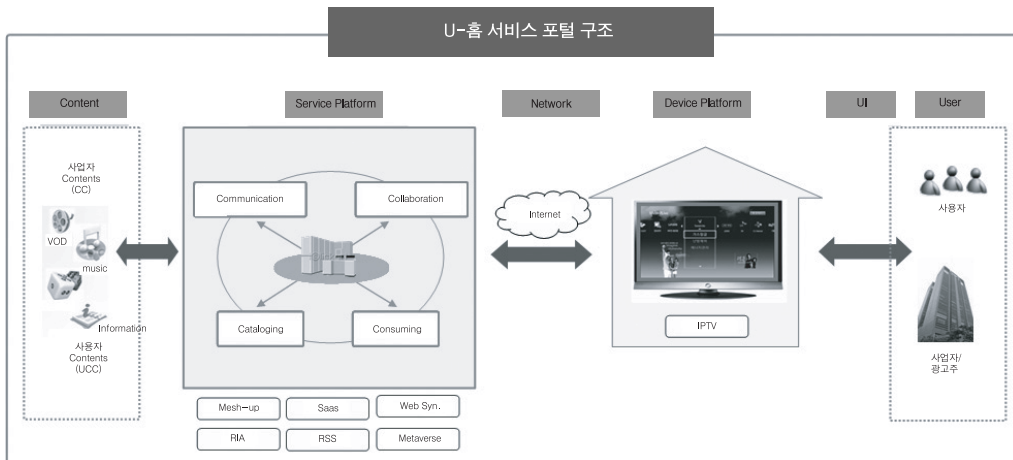 U-홈 서비스 포털 구조
Content
Service Platform
Network
Device Platform
UI
User
사업자
Contents
(CC)
VOD
music
Information
사용자
Contents
(UCC)
Communication
Collaboration
Cataloging
Consuming
Mesh-up
Saas
Web Syn.
RIA
RSS
Metaverse
Internet
IPTV
사용자
사업자/
광고주